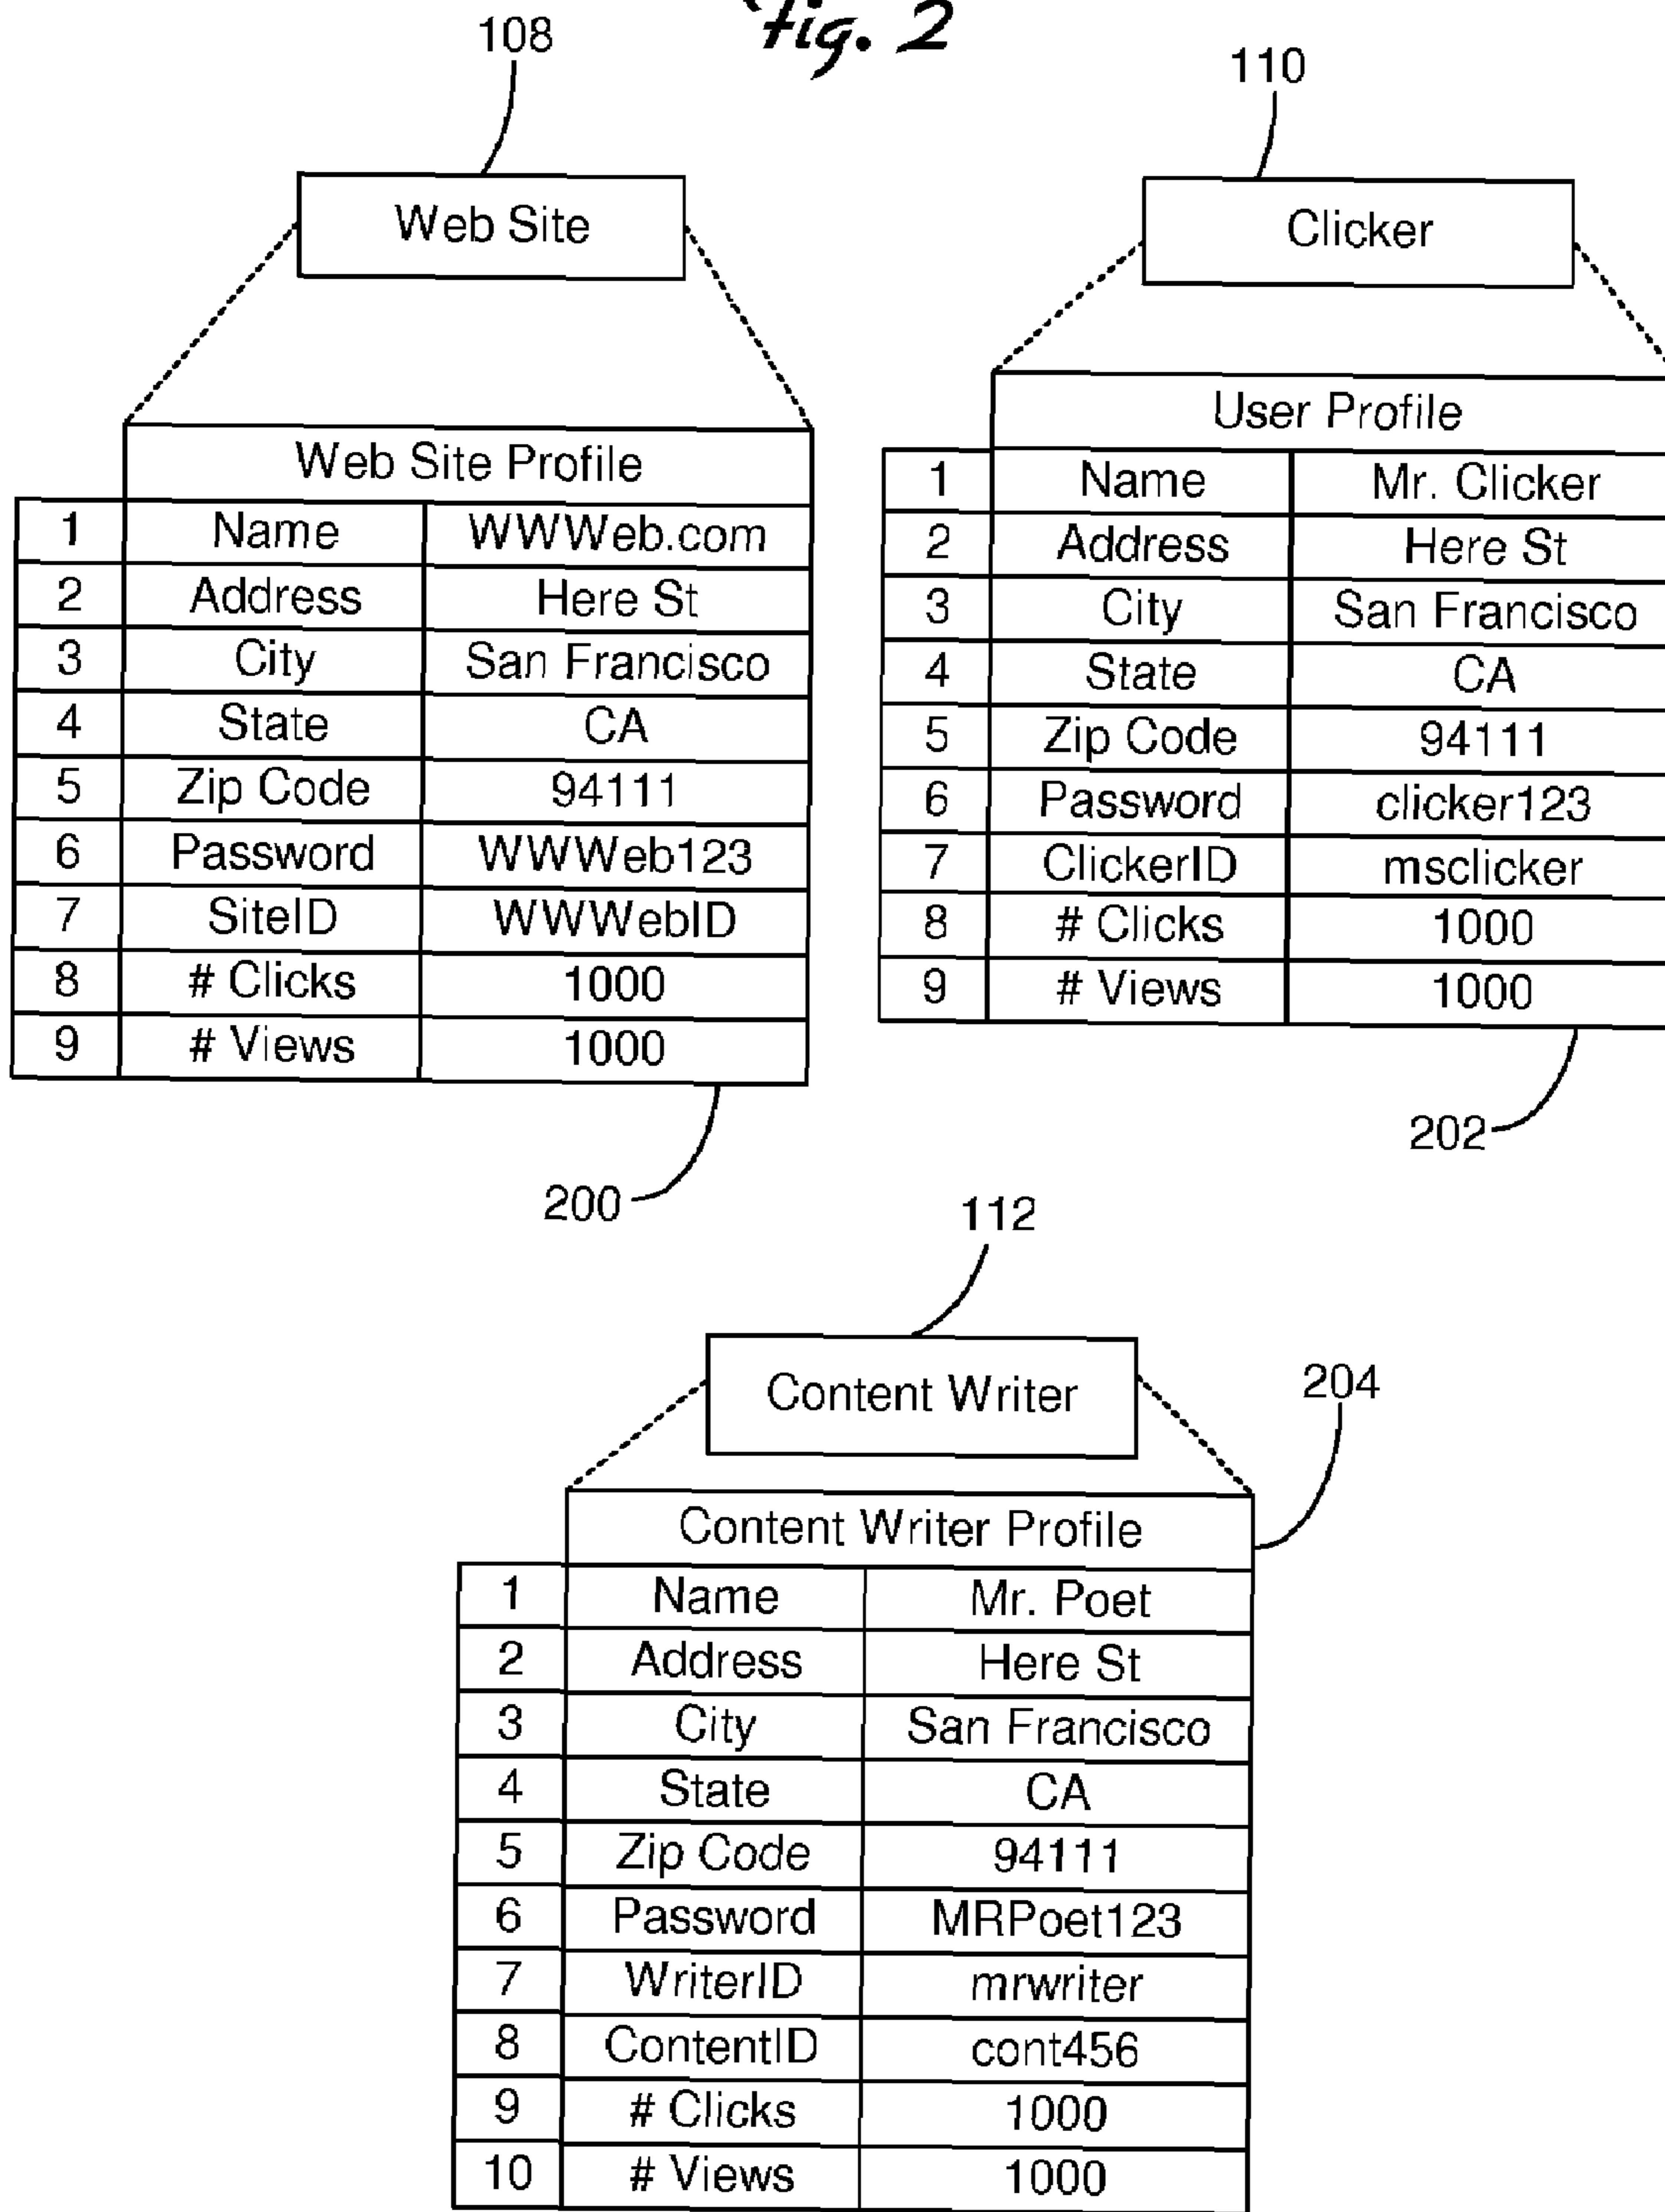 Fig. 2
108
Web Site
Web Site Profile
1 Name WWWeb.com
2 Address Here St
3 City San Francisco
4 State CA
5 Zip Code 94111
6 Password WWWeb123
7 SiteID WWWebID
8 # Clicks 1000
9 # Views 1000
200
110
Clicker
User Profile
1 Name Mr. Clicker
2 Address Here St
3 City San Francisco
4 State CA
5 Zip Code 94111
6 Password clicker123
7 ClickerID msclicker
8 # Clicks 1000
9 # Views 1000
202
112
Content Writer
204
Content Writer Profile
1 Name Mr. Poet
2 Address Here St
3 City San Francisco
4 State CA
5 Zip Code 94111
6 Password MRPoet123
7 WriterID mrwriter
8 ContentID cont456
9 # Clicks 1000
10 # Views 1000